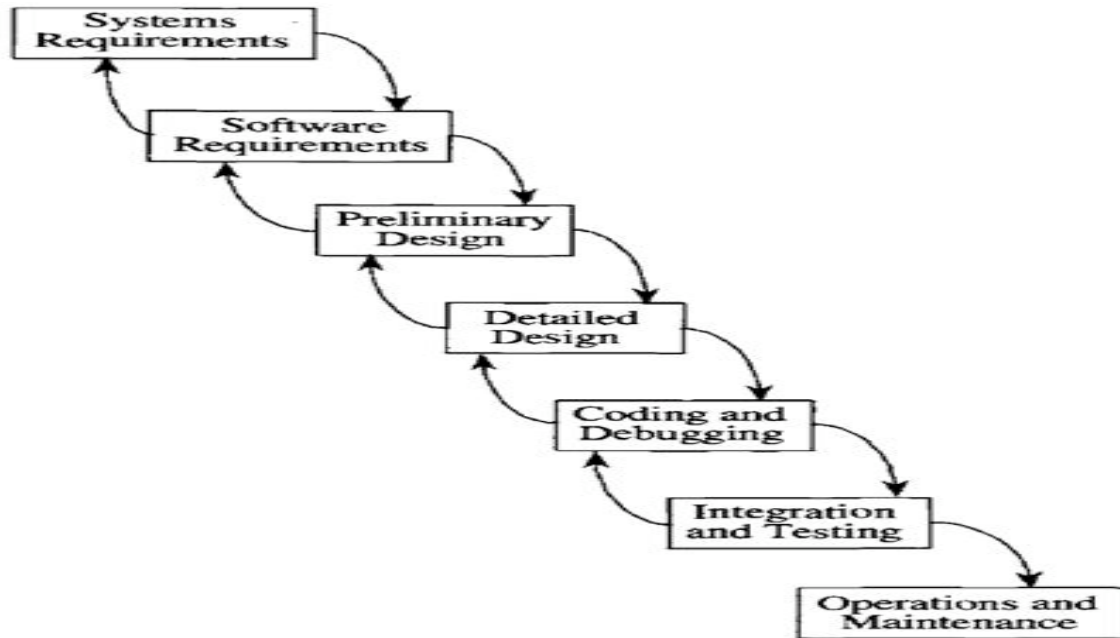 Systems
Requirements
Software
Requirements
Preliminary
Design
Detailed
Design
Coding and
Debugging
Integration
and Testing
Operations and
Maintenance